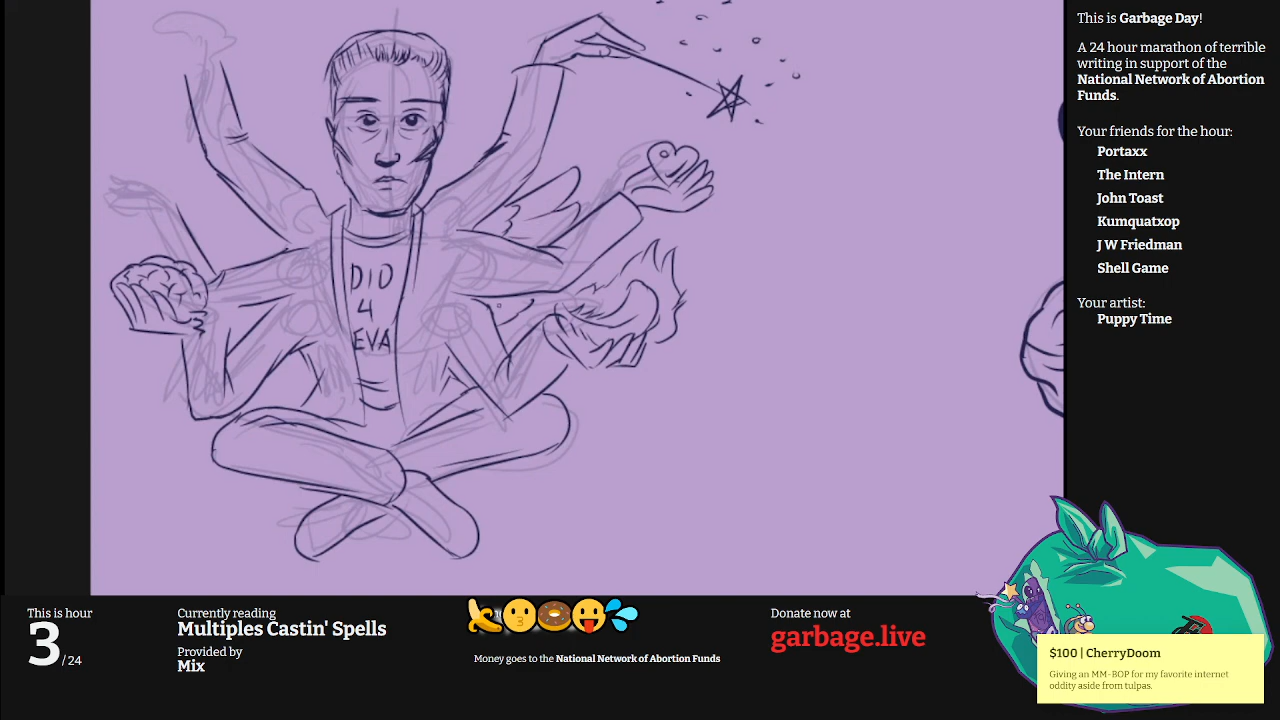 DIO
4
EVA
This is Garbage Day!
A 24 hour marathon of terrible
writing in support of the
National Network of Abortion
Funds.
Your friends for the hour:
Portaxx
The Intern
John Toast
Kumquatxop
J W Friedman
Shell Game
Your artist:
Puppy Time
This is hour
3/24
Currently reading
Multiples Castin' Spells
Provided by
Mix
Money goes to the National Network of Abortion Funds
Donate now at
garbage.live
$100 | CherryDoom
Giving an MM-BOP for my favorite internet
oddity aside from tulpas.